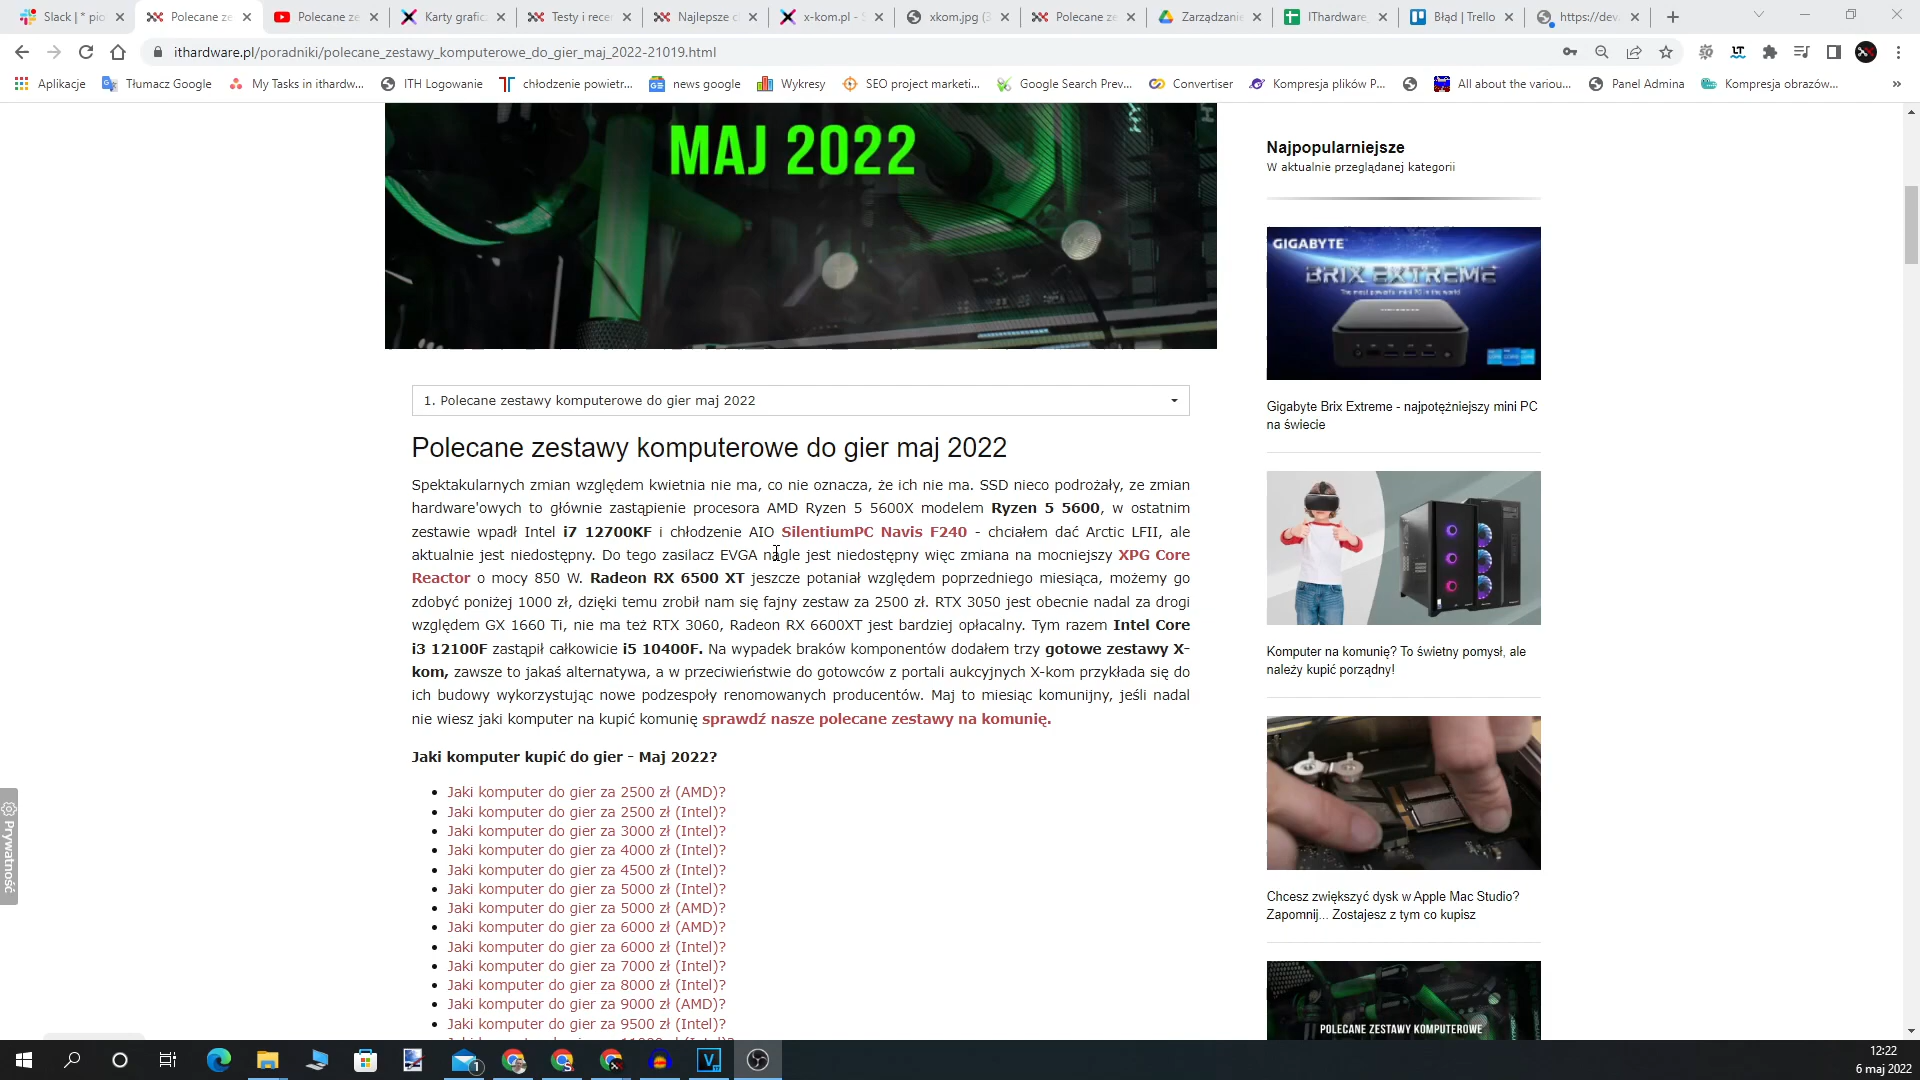 Slack | * pio
Polecane ze
Polecane ze
Karty grafic
Testy i rece
Najlepsze c
x-kom.pl - S
xkom.jpg (3
Polecane ze
Zarządzani
IThardware
Błąd | Trello
https://dev
ithardware.pl/poradniki/polecane_zestawy_komputerowe_do_gier_maj_2022-21019.html
Aplikacje
Tłumacz Google
My Tasks in ithardw...
ITH Logowanie
chłodzenie powietr...
news google
Wykresy
SEO project marketi...
Google Search Prev...
Convertiser
Kompresja plików P...
All about the variou...
Panel Admina
Kompresja obrazów...
MAJ 2022
1. Polecane zestawy komputerowe do gier maj 2022
Polecane zestawy komputerowe do gier maj 2022
Spektakularnych zmian względem kwietnia nie ma, co nie oznacza, że ich nie ma. SSD nieco podrożały, ze zmian
hardware'owych to głównie zastąpienie procesora AMD Ryzen 5 5600X modelem Ryzen 5 5600, w ostatnim
zestawie wpadł Intel i7 12700KF i chłodzenie AIO SilentiumPC Navis F240 - chciałem dać Arctic LFII, ale
aktualnie jest niedostępny. Do tego zasilacz EVGA nagle jest niedostępny więc zmiana na mocniejszy XPG Core
Reactor o mocy 850 W. Radeon RX 6500 XT jeszcze potaniał względem poprzedniego miesiąca, możemy go
zdobyć poniżej 1000 zł, dzięki temu zrobił nam się fajny zestaw za 2500 zł. RTX 3050 jest obecnie nadal za drogi
względem GX 1660 Ti, nie ma też RTX 3060, Radeon RX 6600XT jest bardziej opłacalny. Tym razem Intel Core
i3 12100F zastąpił całkowicie i5 10400F. Na wypadek braków komponentów dodałem trzy gotowe zestawy X-
kom, zawsze to jakaś alternatywa, a w przeciwieństwie do gotowców z portali aukcyjnych X-kom przykłada się do
ich budowy wykorzystując nowe podzespoły renomowanych producentów. Maj to miesiąc komunijny, jeśli nadal
nie wiesz jaki komputer na kupić komunię sprawdź nasze polecane zestawy na komunię.
Jaki komputer kupić do gier - Maj 2022?
Jaki komputer do gier za 2500 zł (AMD)?
Jaki komputer do gier za 2500 zł (Intel)?
Jaki komputer do gier za 3000 zł (Intel)?
Jaki komputer do gier za 4000 zł (Intel)?
Jaki komputer do gier za 4500 zł (Intel)?
Jaki komputer do gier za 5000 zł (Intel)?
Jaki komputer do gier za 5000 zł (AMD)?
Jaki komputer do gier za 6000 zł (AMD)?
Jaki komputer do gier za 6000 zł (Intel)?
Jaki komputer do gier za 7000 zł (Intel)?
Jaki komputer do gier za 8000 zł (Intel)?
Jaki komputer do gier za 9000 zł (AMD)?
Jaki komputer do gier za 9500 zł (Intel)?
Prywatność
Najpopularniejsze
W aktualnie przeglądanej kategorii
GIGABYTE
BRIX EXTREME
The most powerful mini PC in the world
Gigabyte Brix Extreme - najpotężniejszy mini PC
na świecie
Komputer na komunię? To świetny pomysł, ale
należy kupić porządny!
Chcesz zwiększyć dysk w Apple Mac Studio?
Zapomnij... Zostajesz z tym co kupisz
POLECANE ZESTAWY KOMPUTEROWE
12:22
6 maj 2022